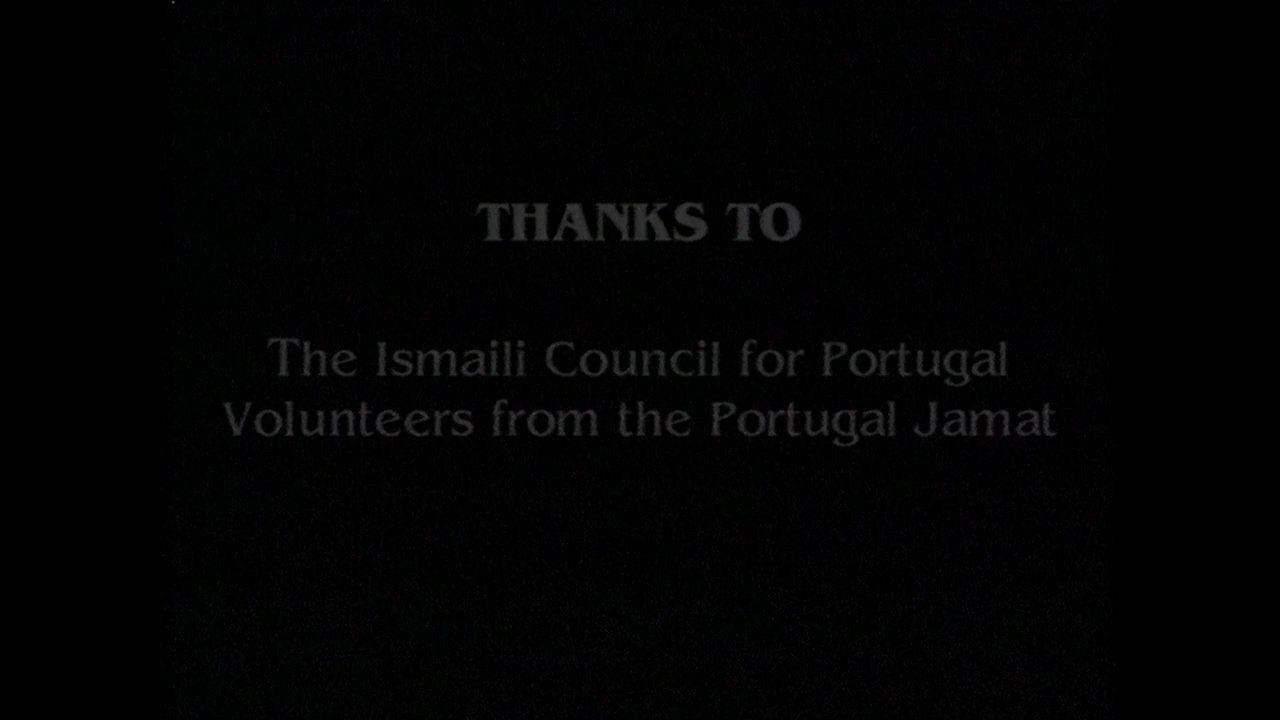 THANKS TO
The Ismaili Council for Portugal
Volunteers from the Portugal Jamat